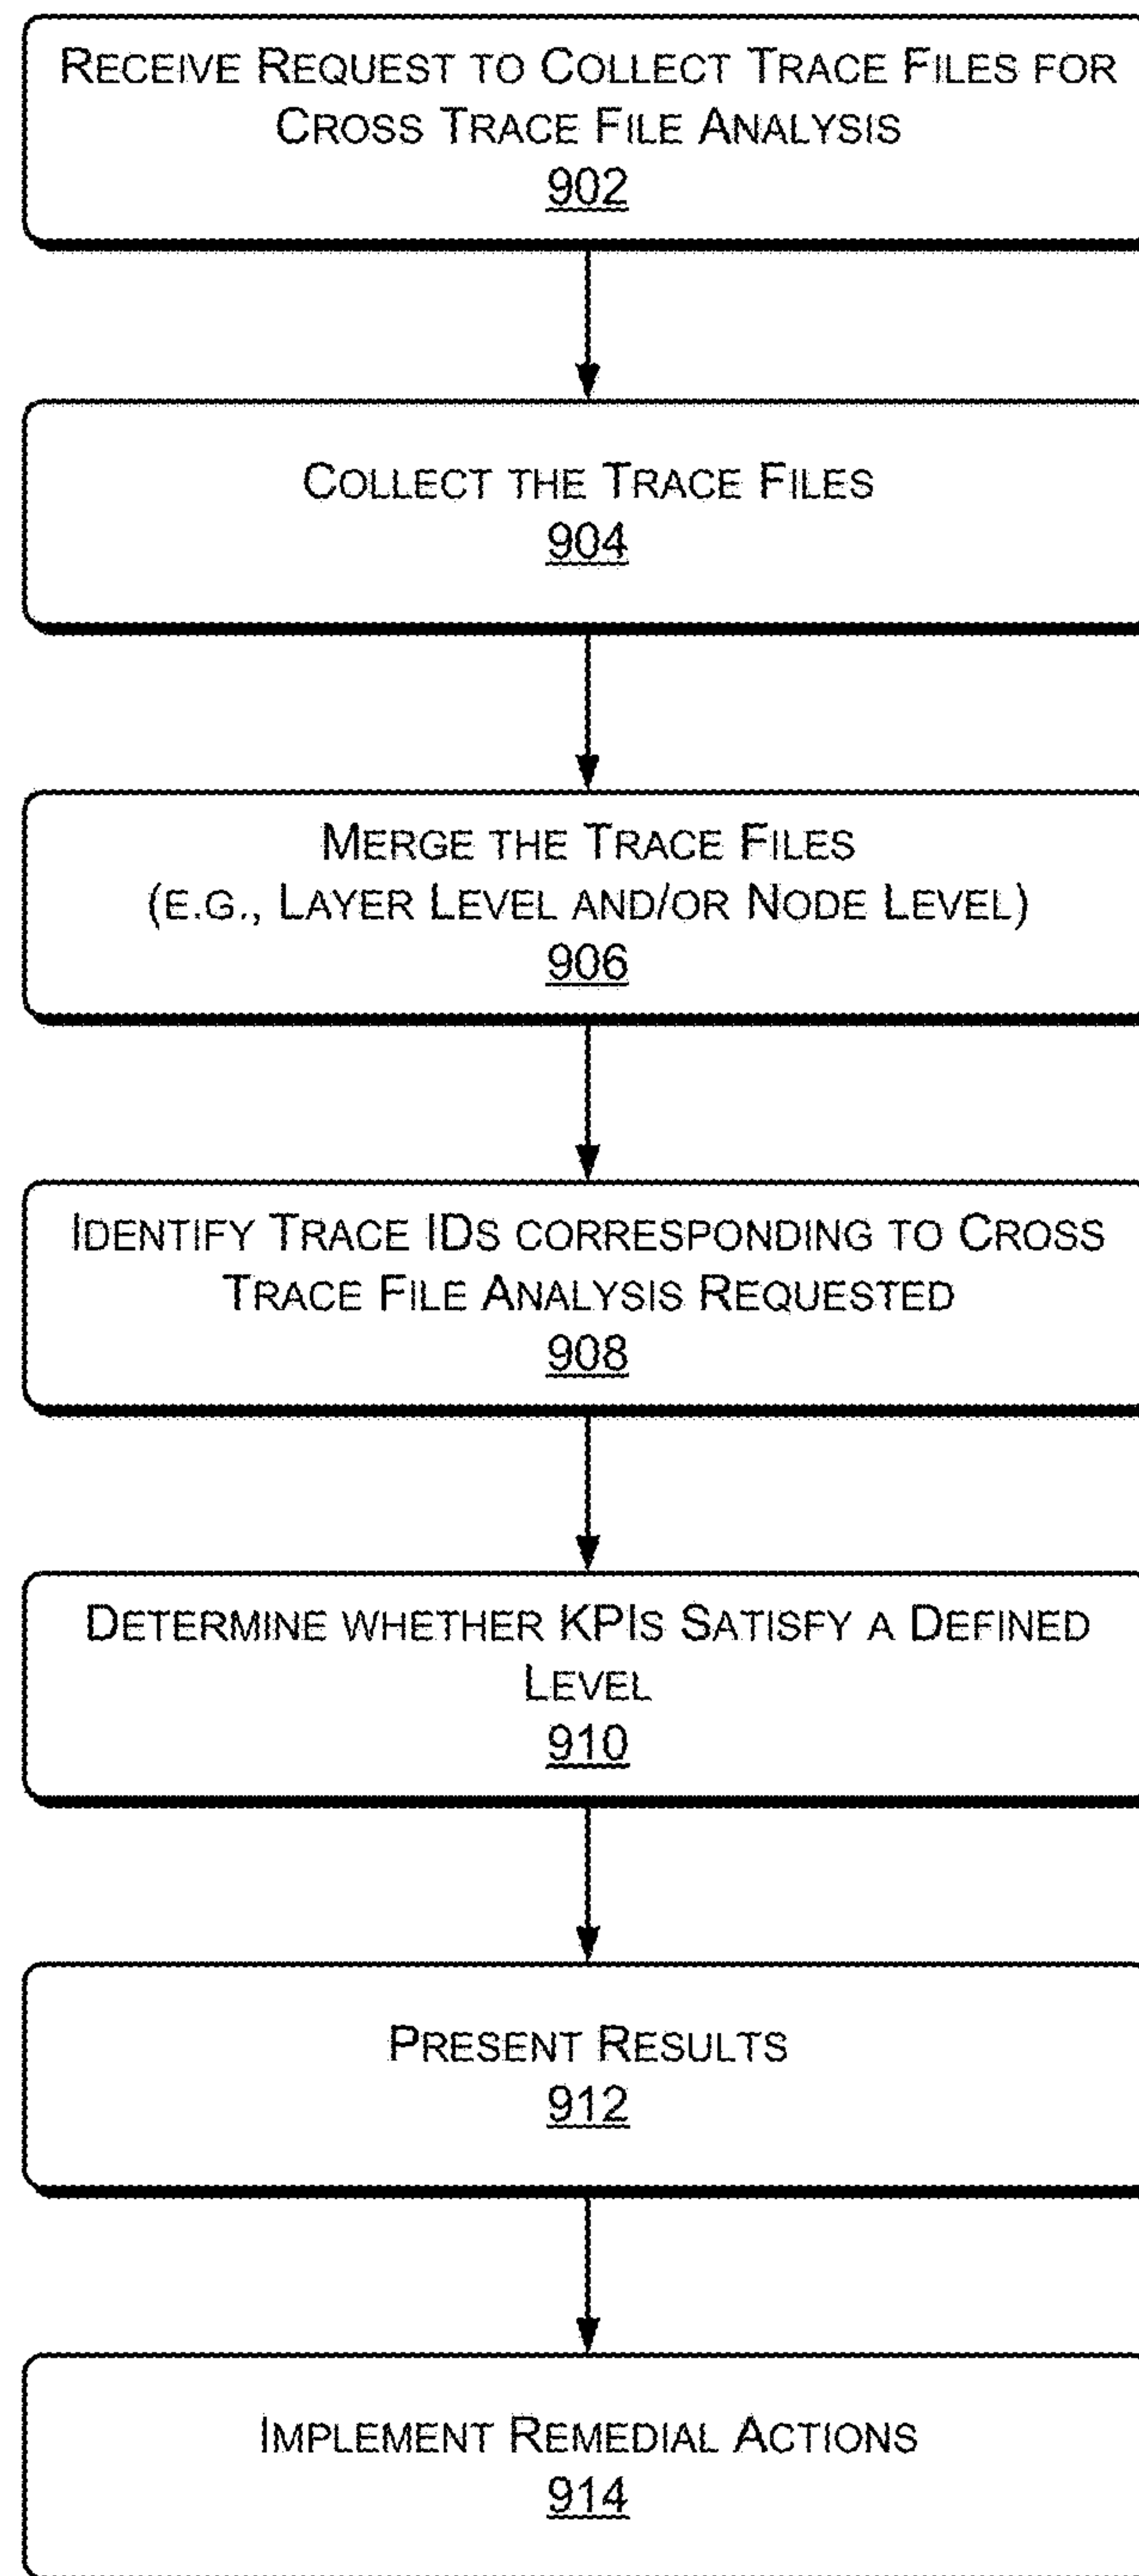 RECEIVE REQUEST TO COLLECT TRACE FILES FOR
CROSS TRACE FILE ANALYSIS
902
COLLECT THE TRACE FILES
904
MERGE THE TRACE FILES
(E.G., LAYER LEVEL AND/OR NODE LEVEL)
906
IDENTIFY TRACE IDS CORRESPONDING TO CROSS
TRACE FILE ANALYSIS REQUESTED
908
DETERMINE WHETHER KPIS SATISFY A DEFINED
LEVEL
910
PRESENT RESULTS
912
IMPLEMENT REMEDIAL ACTIONS
914